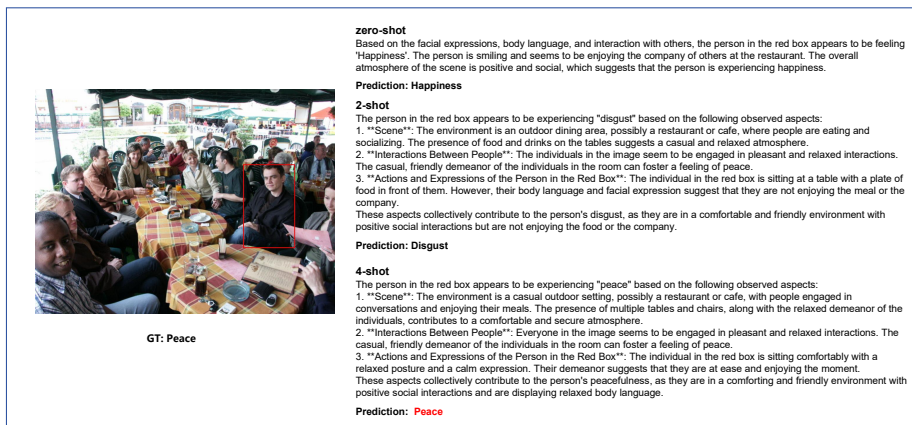 zero-shot
Based on the facial expressions, body language, and interaction with others, the person in the red box appears to be feeling
'Happiness'. The person is smiling and seems to be enjoying the company of others at the restaurant. The overall
atmosphere of the scene is positive and social, which suggests that the person is experiencing happiness.
Prediction: Happiness
2-shot
The person in the red box appears to be experiencing "disgust" based on the following observed aspects:
1. **Scene**: The environment is an outdoor dining area, possibly a restaurant or cafe, where people are eating and
socializing. The presence of food and drinks on the tables suggests a casual and relaxed atmosphere.
2. **Interactions Between People**: The individuals in the image seem to be engaged in pleasant and relaxed interactions.
The casual, friendly demeanor of the individuals in the room can foster a feeling of peace.
3. **Actions and Expressions of the Person in the Red Box**: The individual in the red box is sitting at a table with a plate of
food in front of them. However, their body language and facial expression suggest that they are not enjoying the meal or the
company.
These aspects collectively contribute to the person's disgust, as they are in a comfortable and friendly environment with
positive social interactions but are not enjoying the food or the company.
Prediction: Disgust
4-shot
The person in the red box appears to be experiencing "peace" based on the following observed aspects:
1. **Scene**: The environment is a casual outdoor setting, possibly a restaurant or cafe, with people engaged in
conversations and enjoying their meals. The presence of multiple tables and chairs, along with the relaxed demeanor of the
individuals, contributes to a comfortable and secure atmosphere.
2. **Interactions Between People**: Everyone in the image seems to be engaged in pleasant and relaxed interactions. The
casual, friendly demeanor of the individuals in the room can foster a feeling of peace.
3. **Actions and Expressions of the Person in the Red Box**: The individual in the red box is sitting comfortably with a
relaxed posture and a calm expression. Their demeanor suggests that they are at ease and enjoying the moment.
These aspects collectively contribute to the person's peacefulness, as they are in a comforting and friendly environment with
positive social interactions and are displaying relaxed body language.
Prediction: Peace
GT: Peace